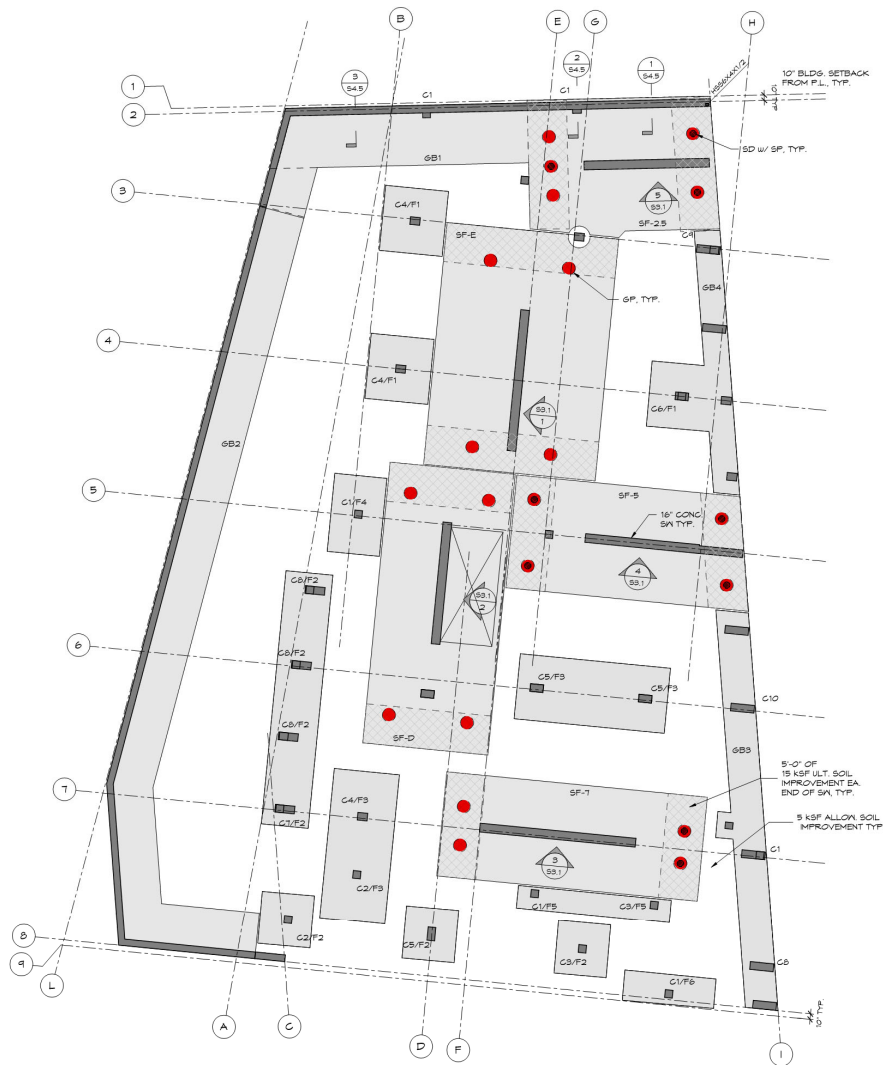 B
E
G
H
3
S4.5
2
S4.5
1
S4.5
HSS6X4X1/2
10" BLDG. SETBACK
FROM P.L., TYP.
1
2
C1
C1
SD W/ SP, TYP.
GB1
3
C4/F1
5
S3.1
SF-2.5
SF-E
C9
GB4
GP, TYP.
4
C4/F1
C6/F1
S3.1
1
GB2
5
C1/F4
SF-5
16" CONC
SW TYP.
4
S3.1
C8/F2
S3.1
2
6
C8/F2
C5/F3
C5/F3
C10
C8/F2
SF-D
GB3
5'-0" OF
15 KSF ULT. SOIL
IMPROVEMENT EA.
END OF SW, TYP.
7
SF-7
C7/F2
C4/F3
5 KSF ALLOW. SOIL
IMPROVEMENT TYP
3
S3.1
C1
C2/F3
C1/F5
C3/F5
8
C2/F2
C5/F2
C3/F2
C8
9
C1/F6
L
A
C
D
F
I
10" TYP.